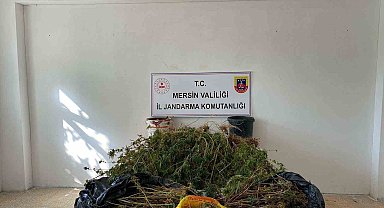 T.C.
MERSİN VALİLİĞİ
İL JANDARMA KOMUTANLIĞI